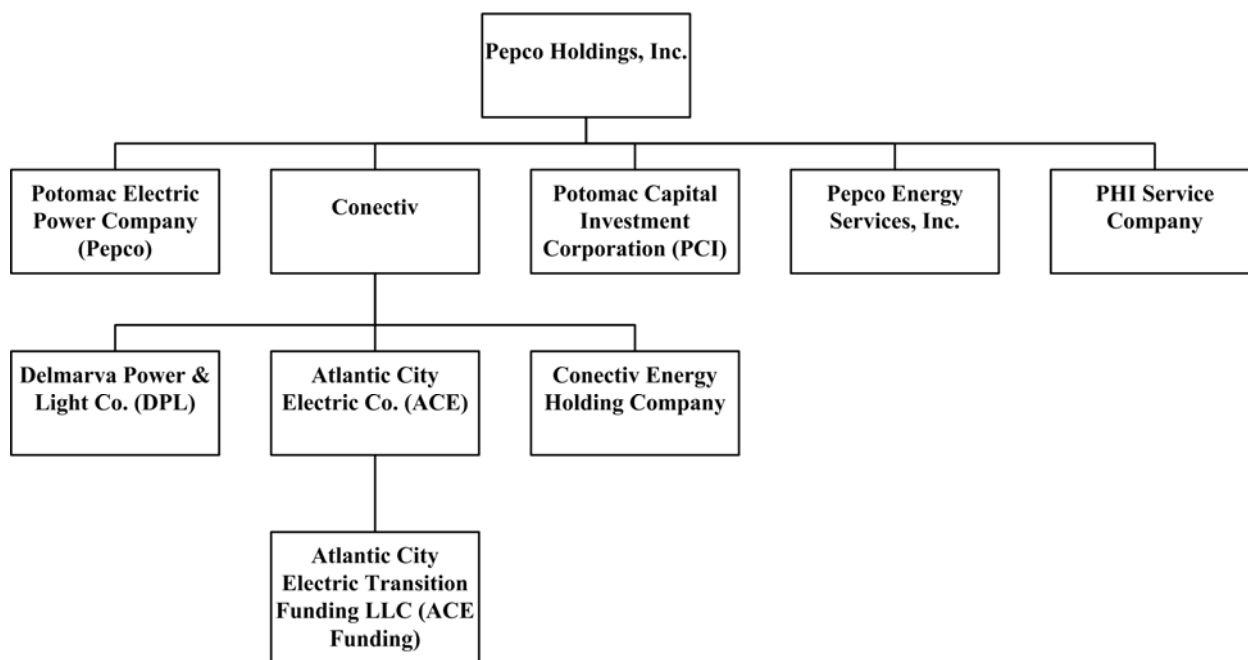 Pepco Holdings, Inc.
Potomac Electric
Power Company
(Pepco)
Conectiv
Potomac Capital
Investment
Corporation (PCI)
Pepco Energy
Services, Inc.
PHI Service
Company
Delmarva Power &
Light Co. (DPL)
Atlantic City
Electric Co. (ACE)
Conectiv Energy
Holding Company
Atlantic City
Electric Transition
Funding LLC (ACE
Funding)